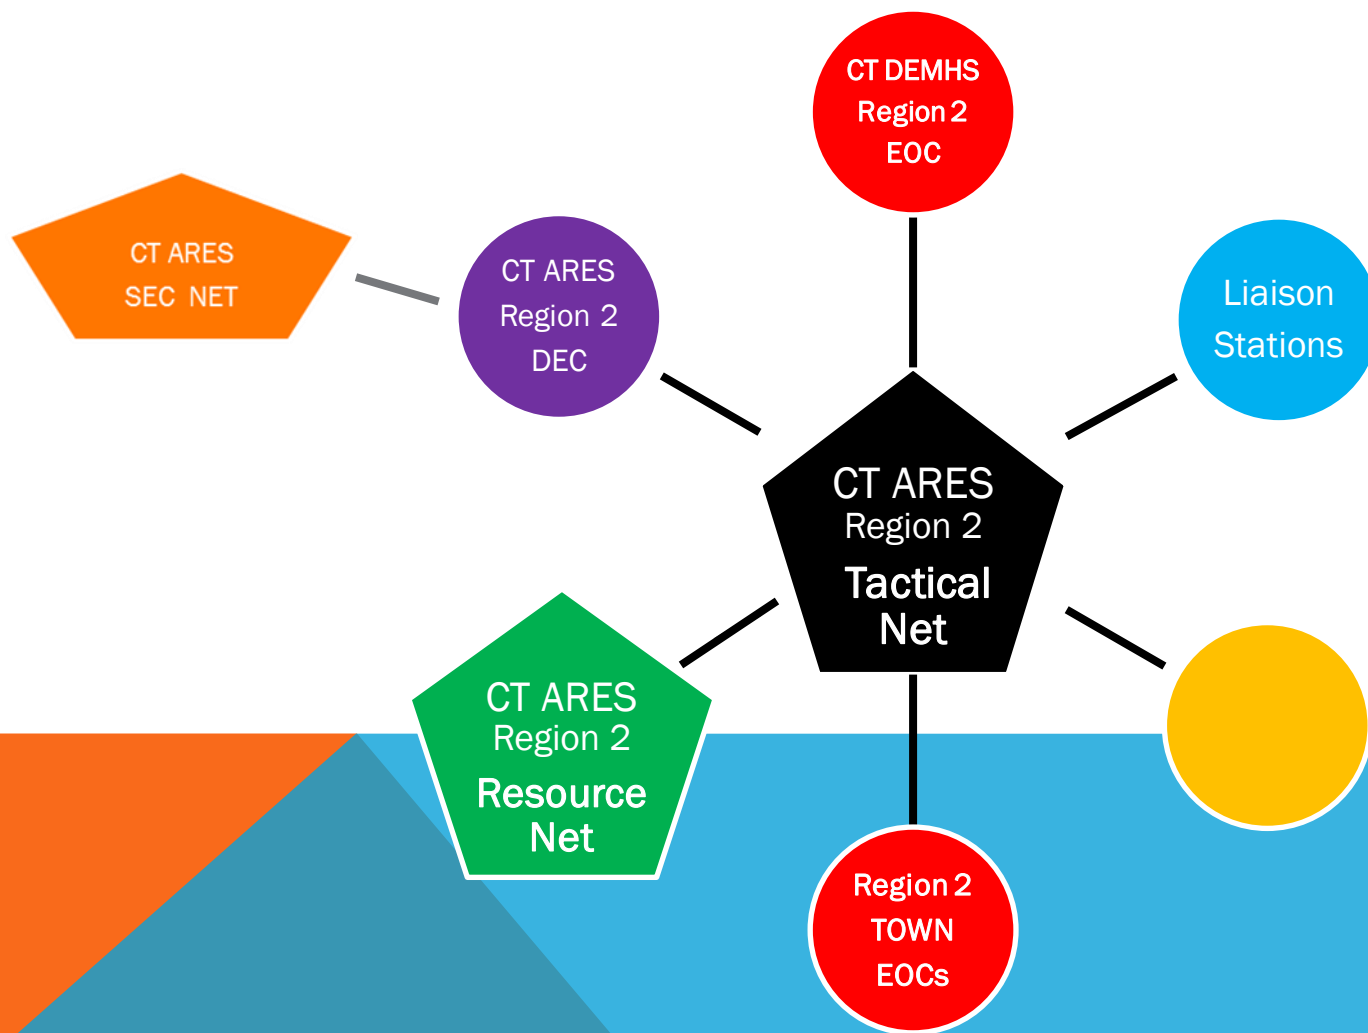 CT DEMHS
Region 2
EOC
CT ARES
SEC NET
CT ARES
Region 2
DEC
Liaison
Stations
CT ARES
Region 2
Tactical
Net
CT ARES
Region 2
Resource
Net
Region 2
TOWN
EOCs